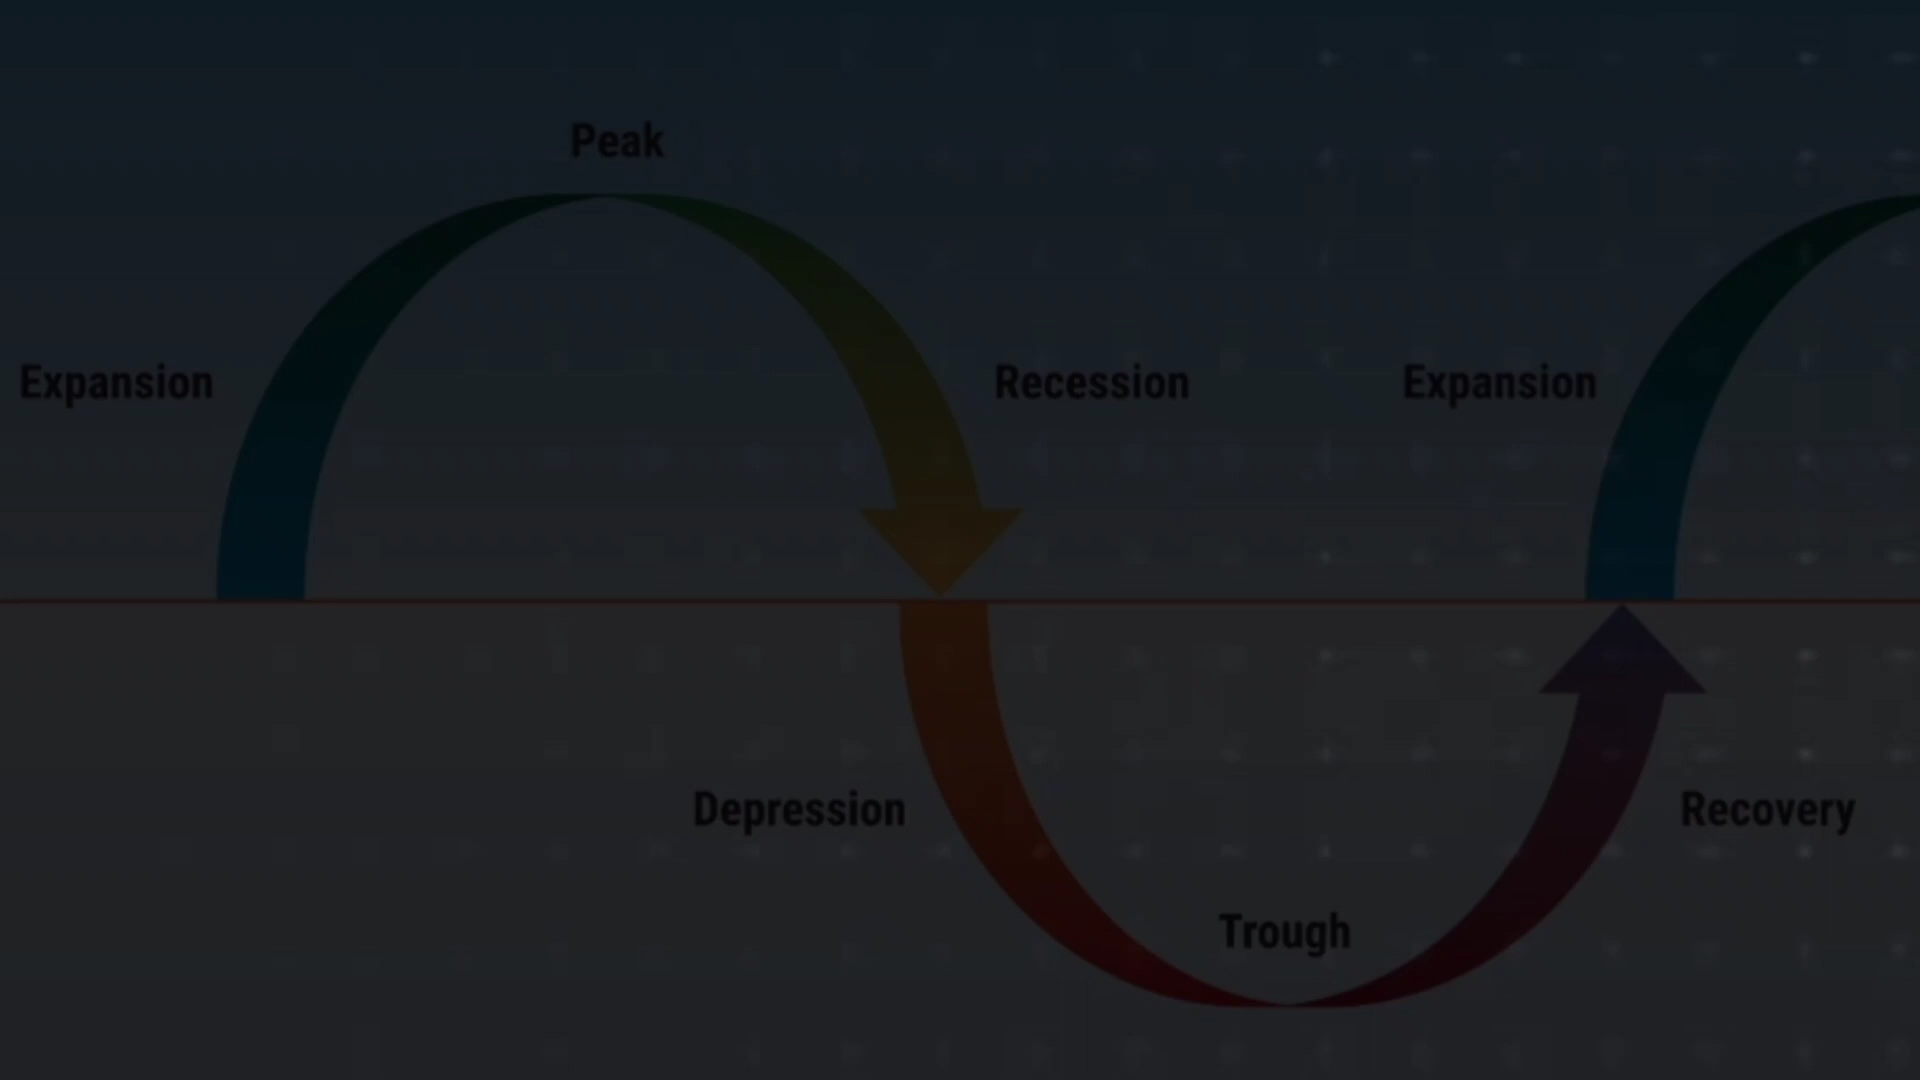 Peak
Expansion
Recession
Expansion
Depression
Recovery
Trough